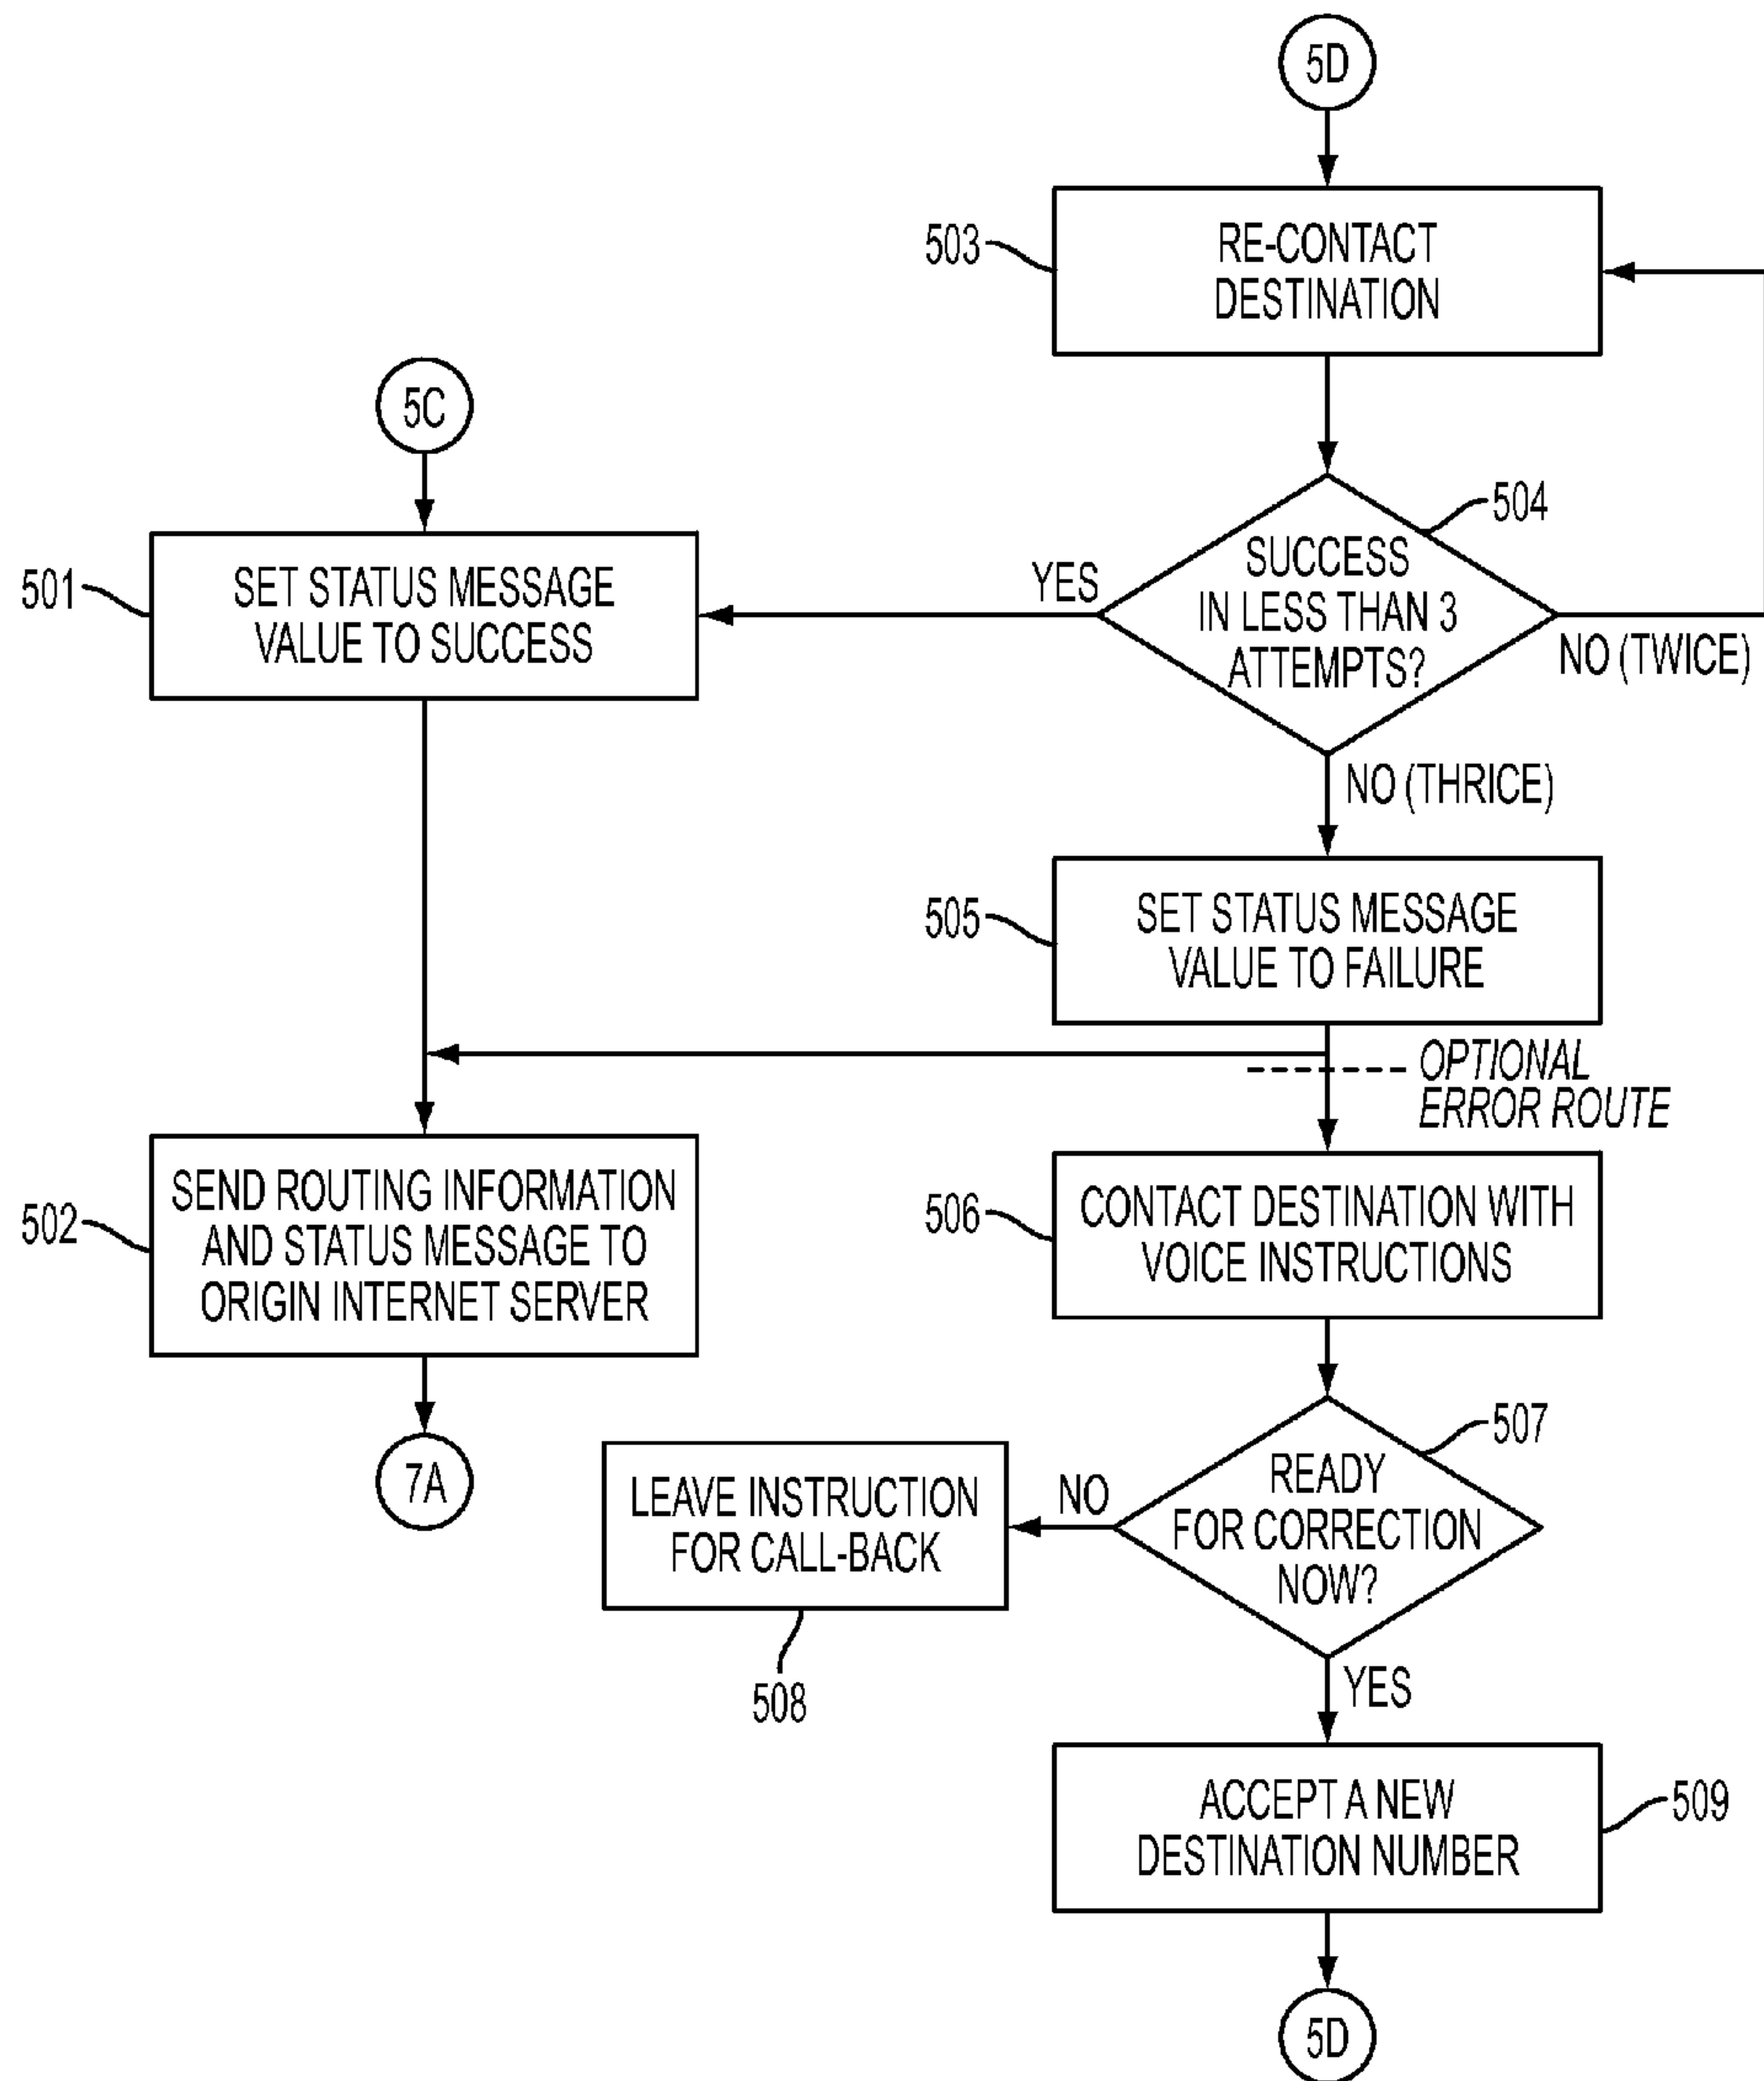 5D
503
RE-CONTACT
DESTINATION
5C
504
501
SET STATUS MESSAGE
VALUE TO SUCCESS
YES
SUCCESS
IN LESS THAN 3
ATTEMPTS?
NO (TWICE)
NO (THRICE)
505
SET STATUS MESSAGE
VALUE TO FAILURE
OPTIONAL
ERROR ROUTE
502
SEND ROUTING INFORMATION
AND STATUS MESSAGE TO
ORIGIN INTERNET SERVER
506
CONTACT DESTINATION WITH
VOICE INSTRUCTIONS
7A
507
LEAVE INSTRUCTION
FOR CALL-BACK
NO
READY
FOR CORRECTION
NOW?
508
YES
ACCEPT A NEW
DESTINATION NUMBER
509
5D